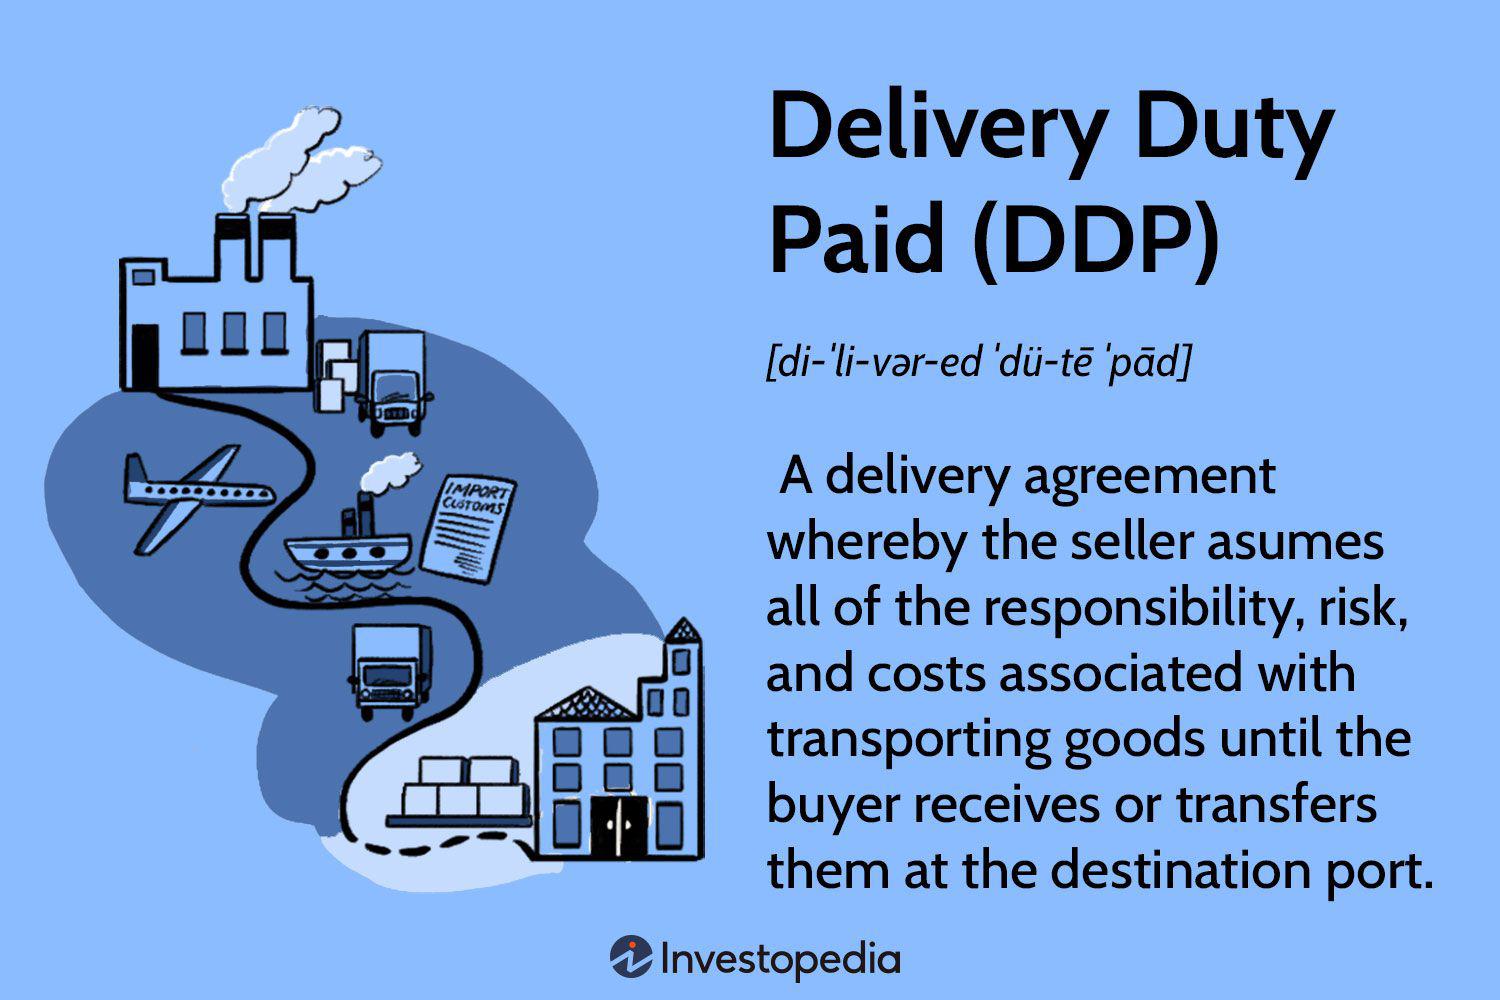 Delivery Duty
Paid (DDP)
[di-ˈli-vər-ed ˈdü-tē ˈpād]
A delivery agreement
whereby the seller asumes
all of the responsibility, risk,
and costs associated with
transporting goods until the
buyer receives or transfers
them at the destination port.
IMPORT
CUSTOMS
Investopedia